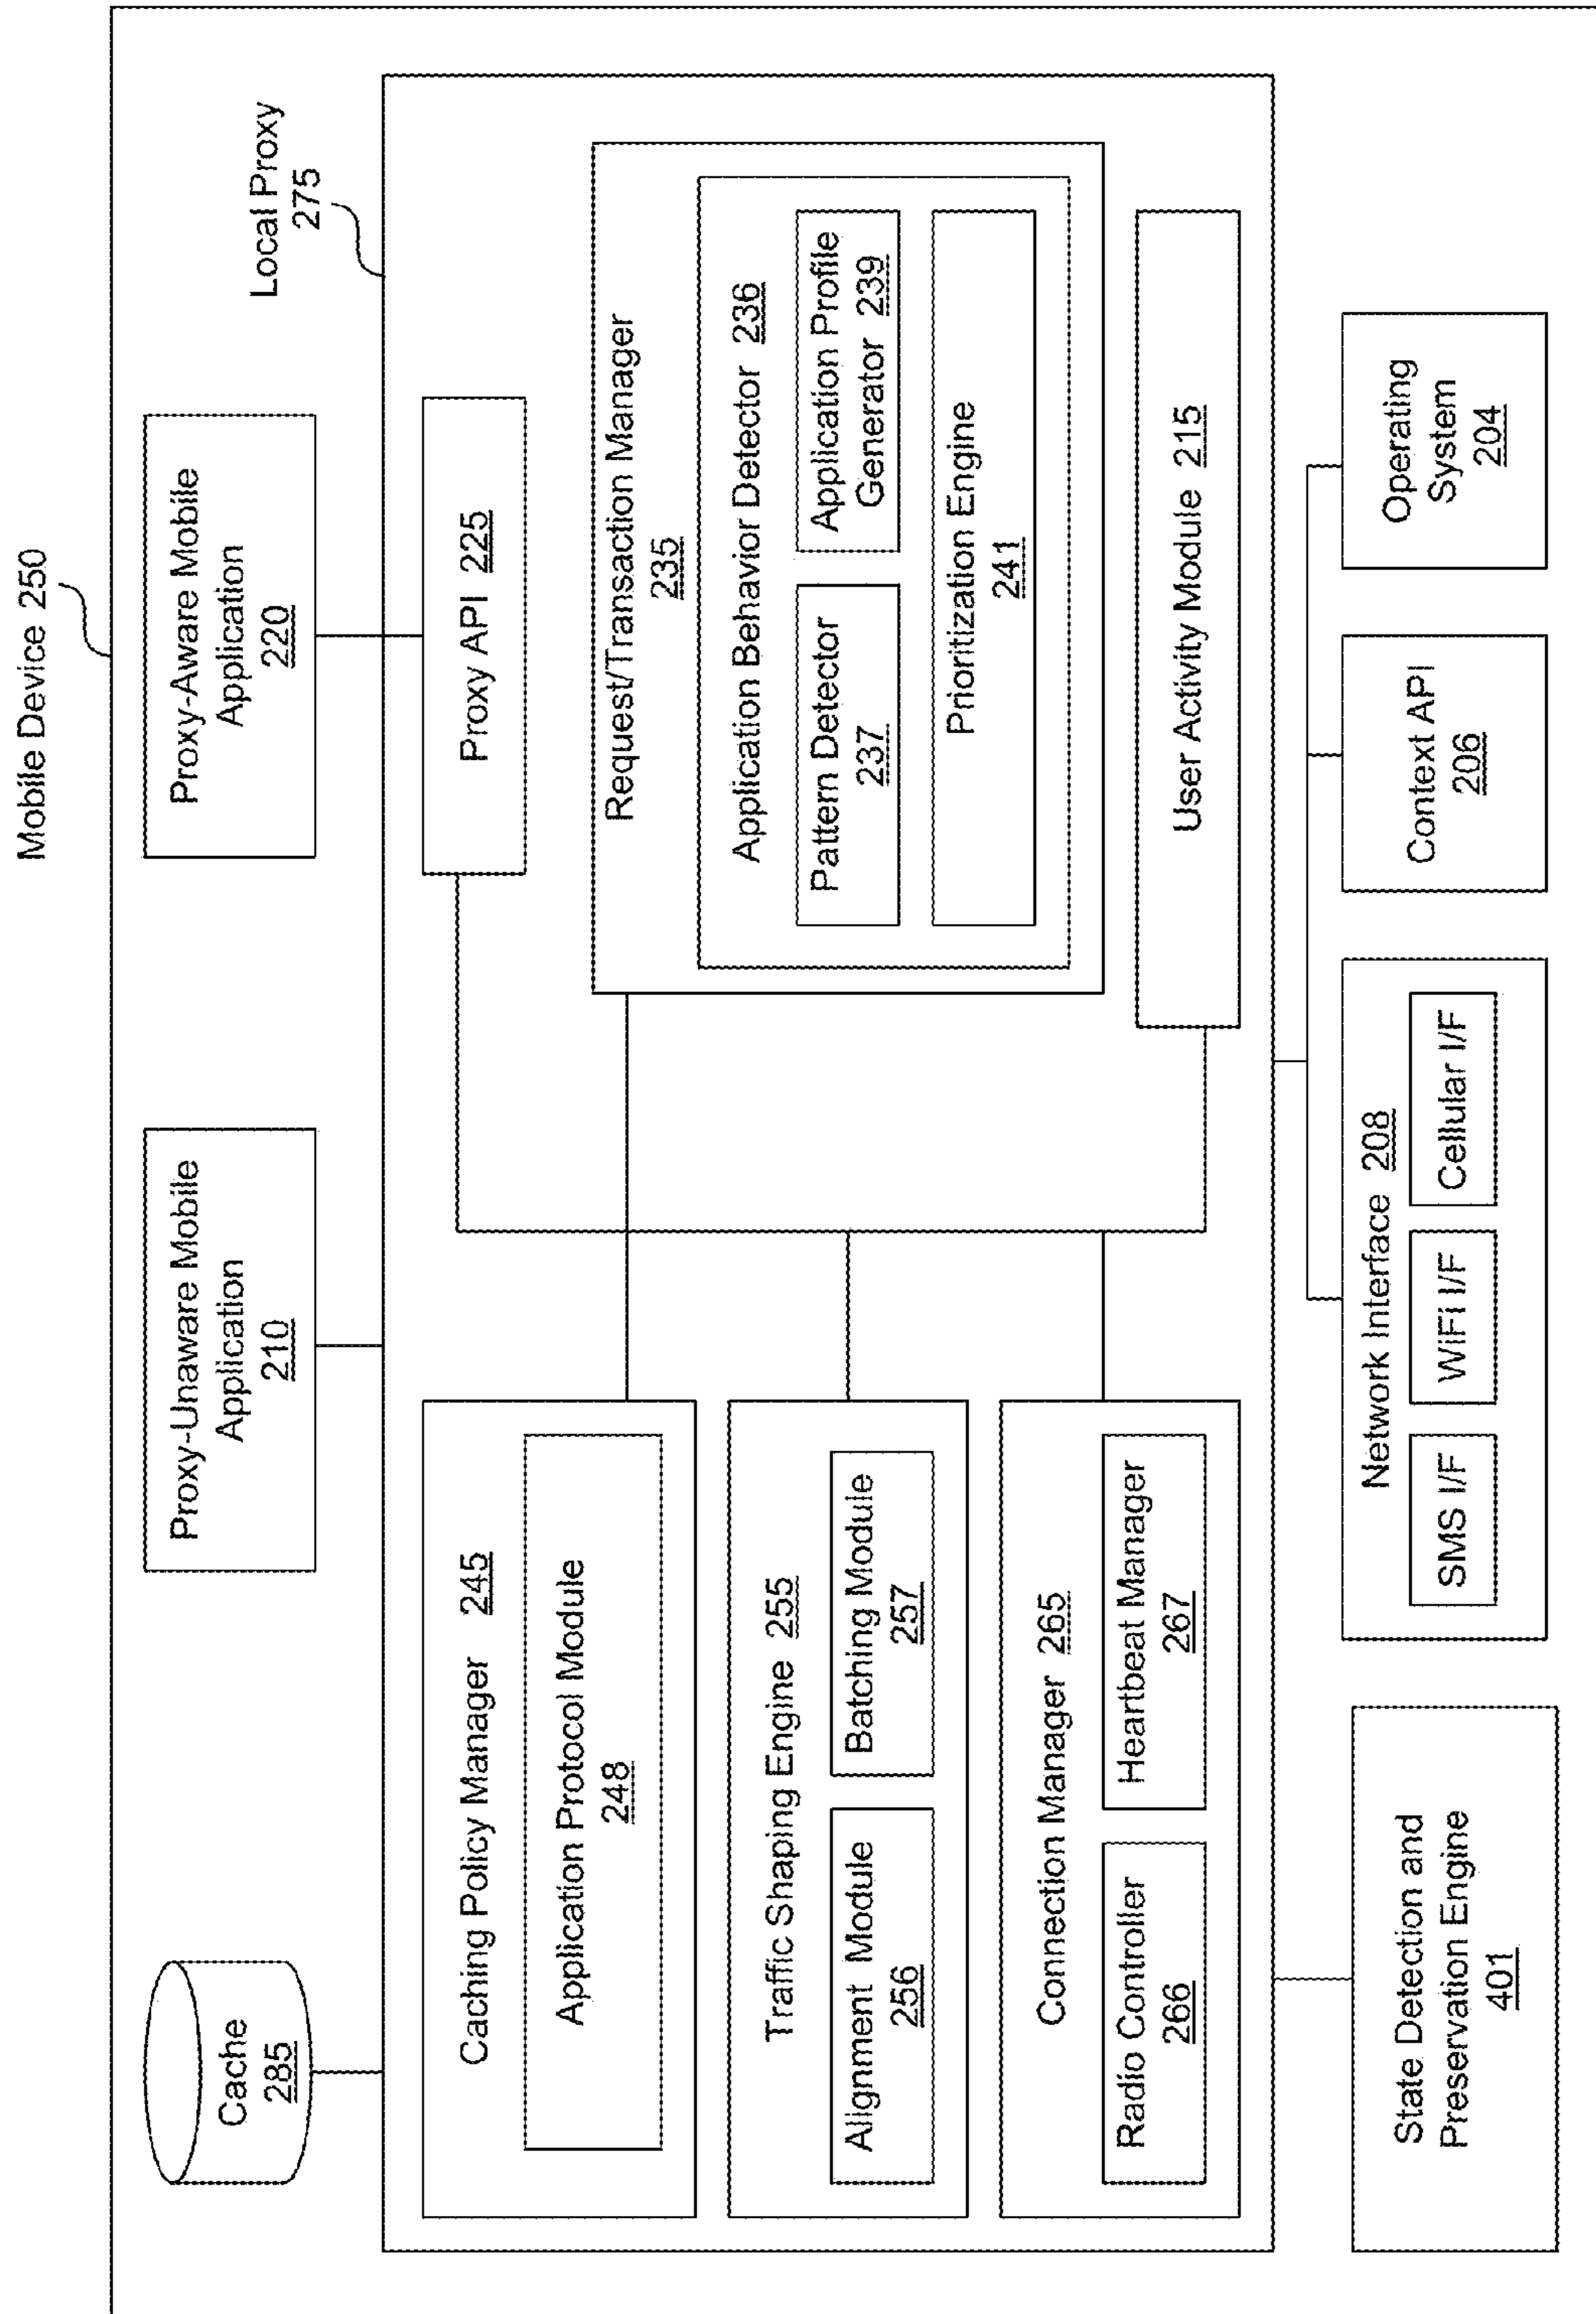 Mobile Device 250
Cache
285
Proxy-Unaware Mobile
Application
210
Proxy-Aware Mobile
Application
220
Local Proxy
275
Caching Policy Manager 245
Application Protocol Module
248
Proxy API 225
Request/Transaction Manager
235
Application Behavior Detector 236
Pattern Detector
237
Application Profile
Generator 239
Prioritization Engine
241
Traffic Shaping Engine 255
Alignment Module
256
Batching Module
257
Connection Manager 265
Radio Controller
266
Heartbeat Manager
267
User Activity Module 215
State Detection and
Preservation Engine
401
Network Interface 208
SMS I/F
WiFi I/F
Cellular I/F
Context API
206
Operating
System
204